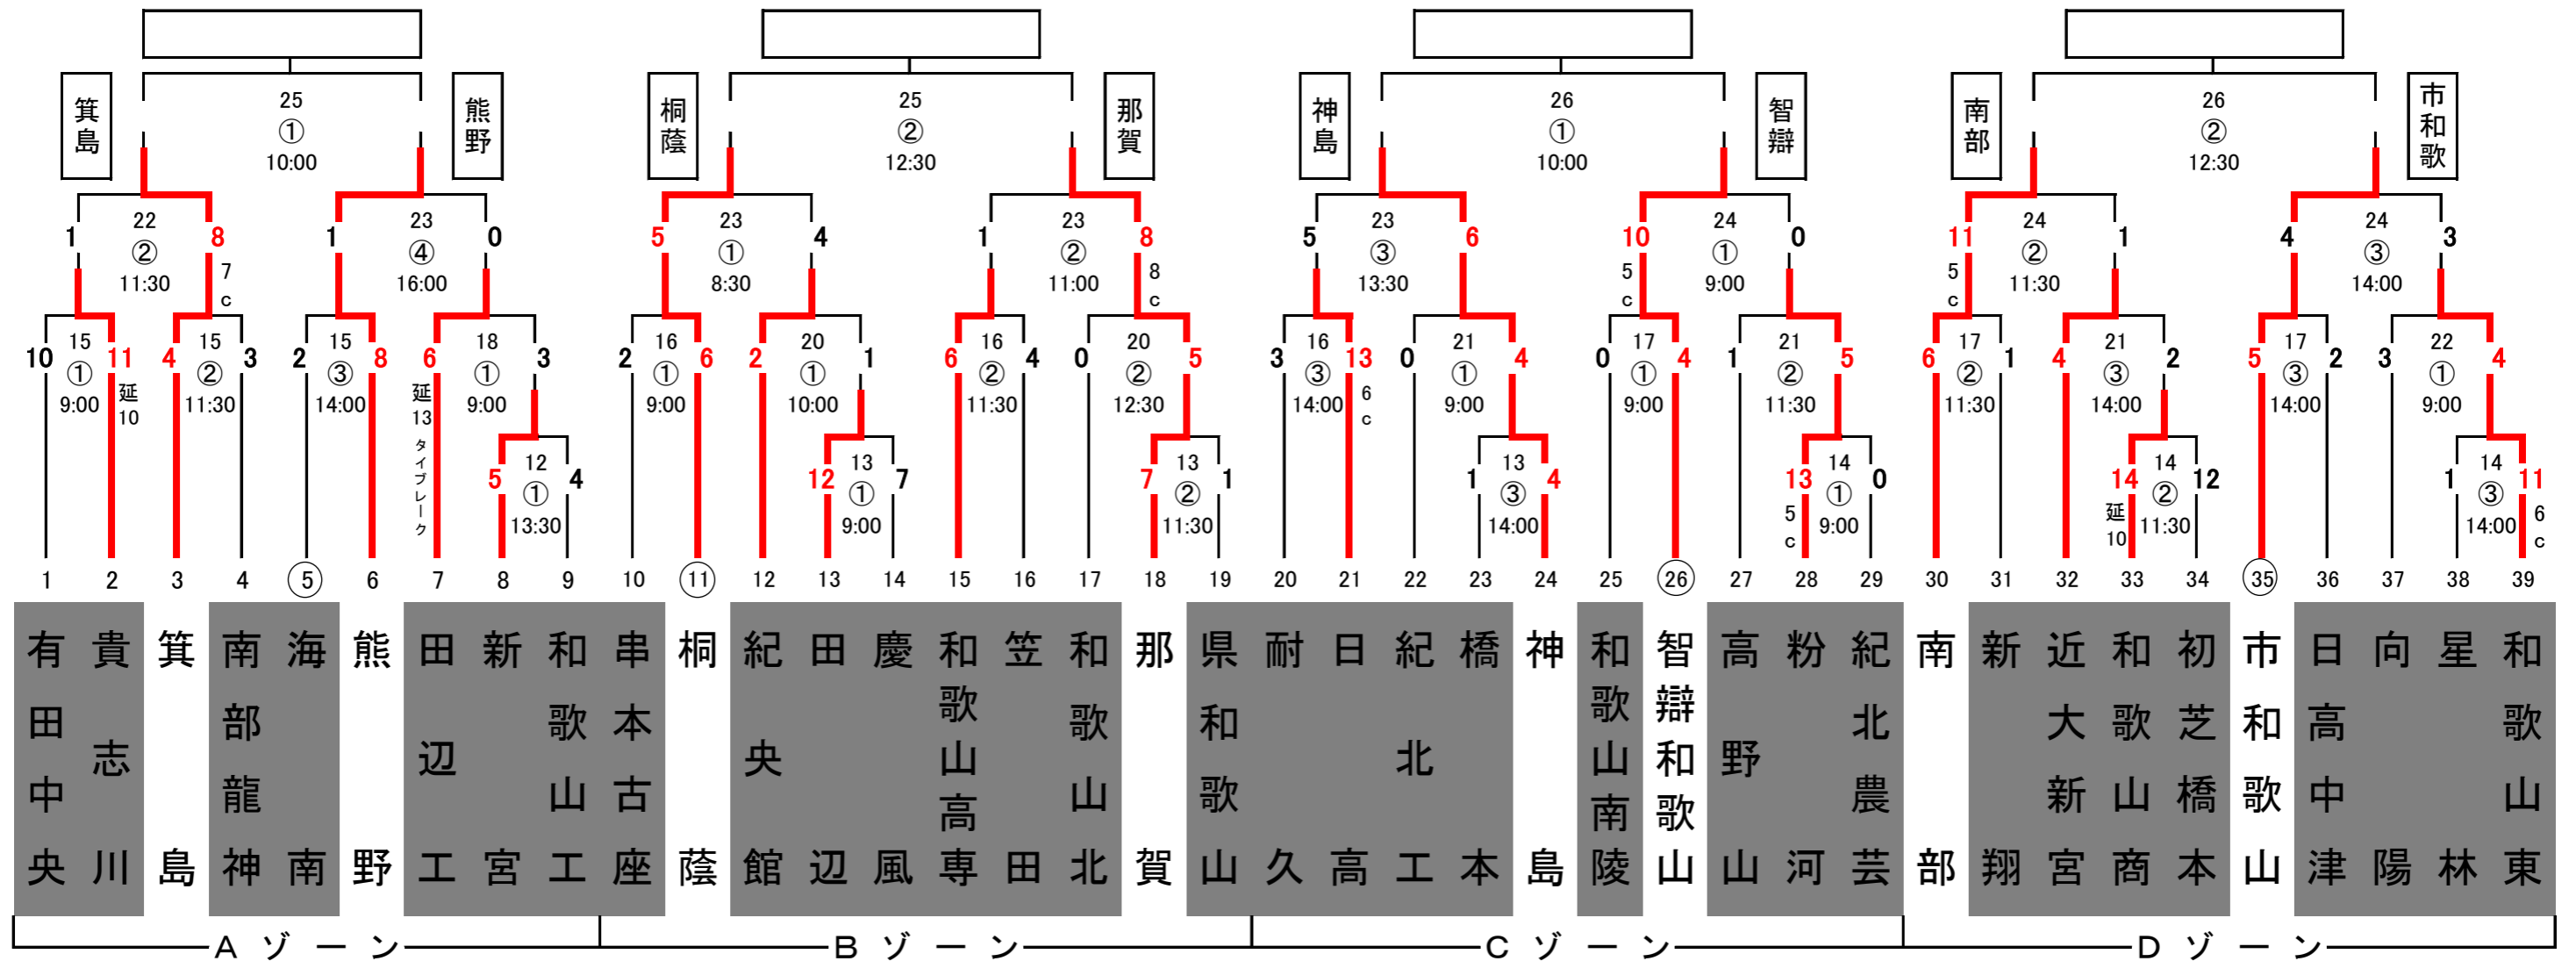 箕島
25
①
10:00
熊野
桐蔭
25
②
12:30
那賀
神島
26
①
10:00
智辯
南部
26
②
12:30
市和歌
1
22
②
11:30
8
7c
1
23
④
16:00
0
5
23
①
8:30
4
1
23
②
11:00
8
8c
5
23
③
13:30
6
10
5c
24
①
9:00
0
11
5c
24
②
11:30
1
4
24
③
14:00
3
10
15
①
9:00
11
延10
4
15
②
11:30
3
2
15
③
14:00
8
6
延13タイブレーク
18
①
9:00
3
2
16
①
9:00
6
2
20
①
10:00
1
6
16
②
11:30
4
0
20
②
12:30
5
3
16
③
14:00
13
6c
0
21
①
9:00
4
0
17
①
9:00
4
1
21
②
11:30
5
6
17
②
11:30
1
4
21
③
14:00
2
5
17
③
14:00
2
3
22
①
9:00
4
5
12
①
13:30
4
12
13
①
9:00
7
7
13
②
11:30
1
1
13
③
14:00
4
13
5c
14
①
9:00
0
14
延10
14
②
11:30
12
1
14
③
14:00
11
6c
1 2 3 4 ⑤ 6 7 8 9 10 ⑪ 12 13 14 15 16 17 18 19 20 21 22 23 24 25 ㉖ 27 28 29 30 31 32 33 34 ㉟ 36 37 38 39
有田中央
貴志川
箕島
南部龍神
海南
熊野
田辺工
新宮
和歌山工
串本古座
桐蔭
紀央館
田辺
慶風
和歌山高専
笠田
和歌山北
那賀
県和歌山
耐久
日高
紀北工
橋本
神島
和歌山南陵
智辯和歌山
高野山
粉河
紀北農芸
南部
新翔
近大新宮
和歌山商
初芝橋本
市和歌山
日高中津
向陽
星林
和歌山東
Aゾーン
Bゾーン
Cゾーン
Dゾーン